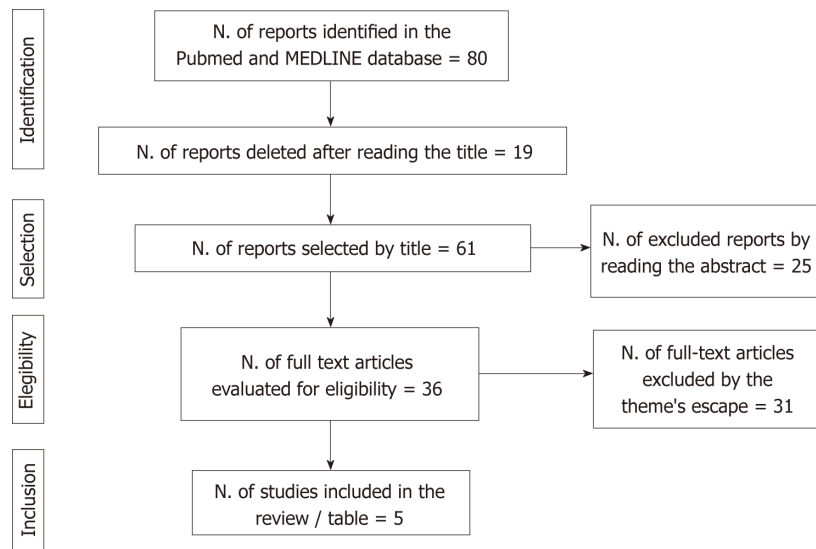 Identification
N. of reports identified in the
Pubmed and MEDLINE database = 80
N. of reports deleted after reading the title = 19
Selection
N. of reports selected by title = 61
N. of excluded reports by
reading the abstract = 25
Elegibility
N. of full text articles
evaluated for eligibility = 36
N. of full-text articles
excluded by the
theme's escape = 31
Inclusion
N. of studies included in the
review / table = 5